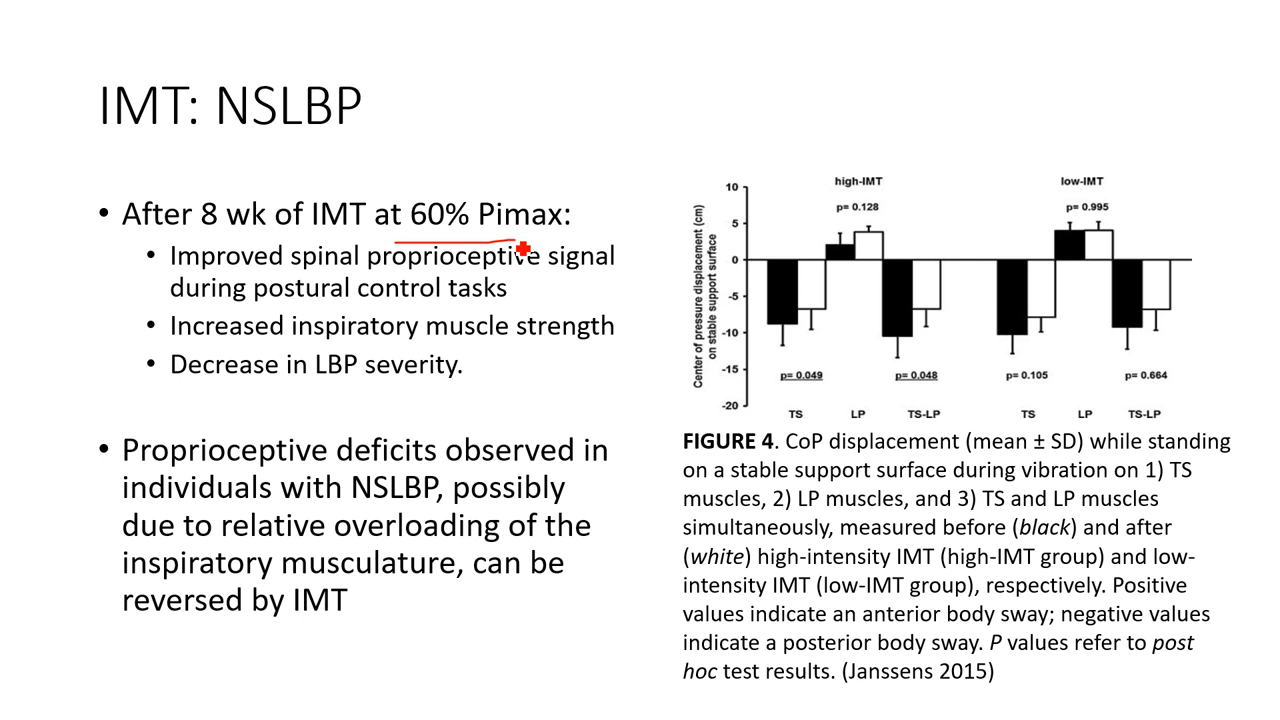 IMT: NSLBP
• After 8 wk of IMT at 60% Pimax:
• Improved spinal proprioceptive signal
during postural control tasks
• Increased inspiratory muscle strength
• Decrease in LBP severity.
• Proprioceptive deficits observed in
individuals with NSLBP, possibly
due to relative overloading of the
inspiratory musculature, can be
reversed by IMT
high-IMT low-IMT
p= 0.128 p= 0.995
Center of pressure displacement (cm)
on stable support surface
10
5
0
-5
-10
-15
-20
p= 0.049 p= 0.048 p= 0.105 p= 0.664
TS LP TS-LP TS LP TS-LP
FIGURE 4. CoP displacement (mean ± SD) while standing
on a stable support surface during vibration on 1) TS
muscles, 2) LP muscles, and 3) TS and LP muscles
simultaneously, measured before (black) and after
(white) high-intensity IMT (high-IMT group) and low-
intensity IMT (low-IMT group), respectively. Positive
values indicate an anterior body sway; negative values
indicate a posterior body sway. P values refer to post
hoc test results. (Janssens 2015)